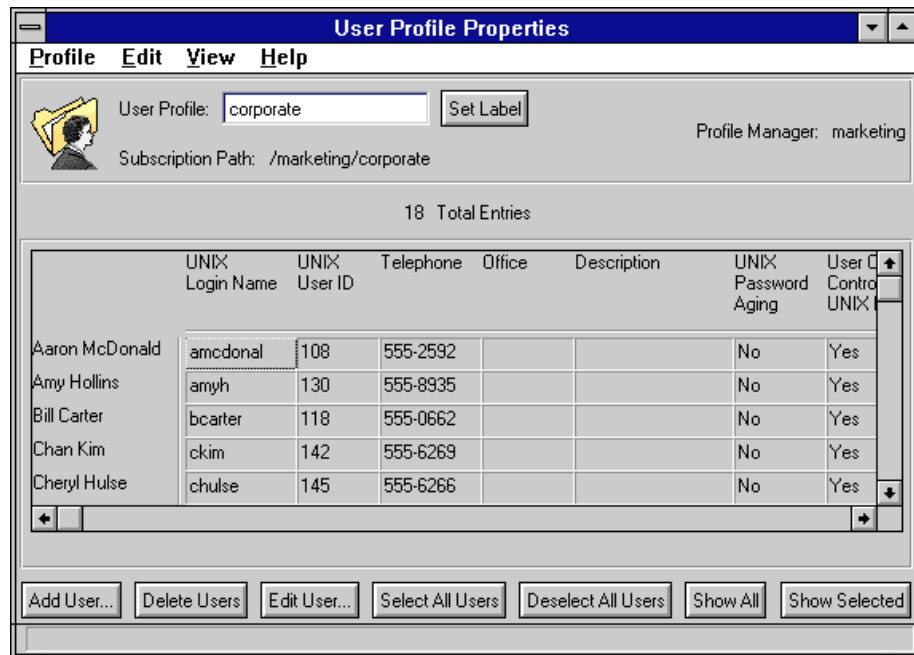 User Profile Properties
Profile Edit View Help
User Profile: corporate Set Label
Profile Manager: marketing
Subscription Path: /marketing/corporate
18 Total Entries
UNIX UNIX Telephone Office Description UNIX User
Login Name User ID Password
Aging UNIX
Aaron McDonald amcdonal 108 555-2592 No Yes
Amy Hollins amyh 130 555-8935 No Yes
Bill Carter bcarter 118 555-0662 No Yes
Chan Kim ckim 142 555-6269 No Yes
Cheryl Hulse chulse 145 555-6266 No Yes
Add User... Delete Users Edit User... Select All Users Deselect All Users Show All Show Selected